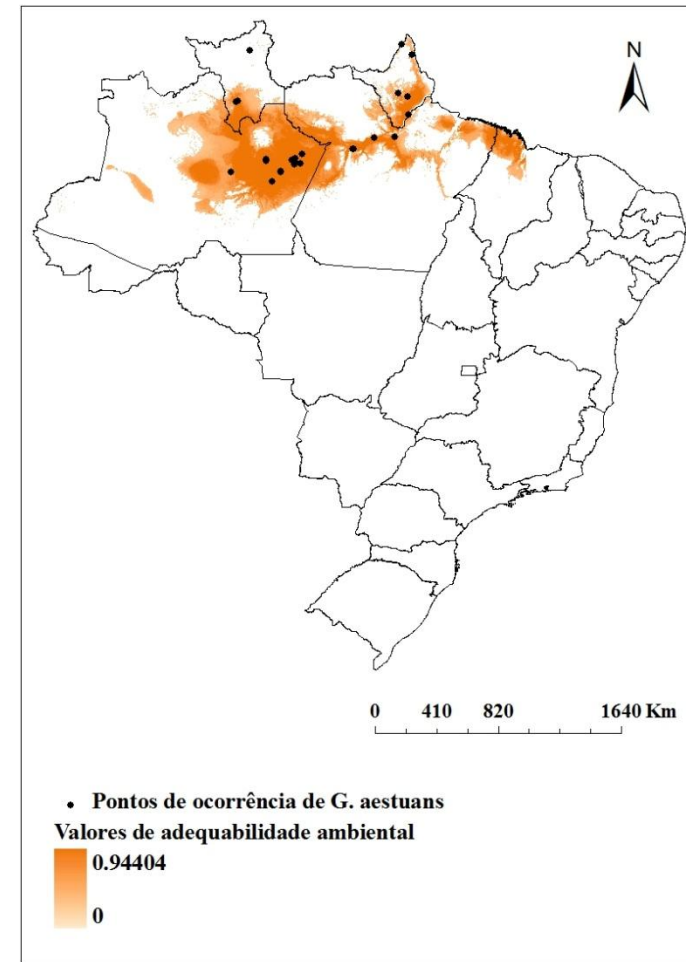 N
0 410 820 1640 Km
Pontos de ocorrência de G. aestuans
Valores de adequabilidade ambiental
0.94404
0